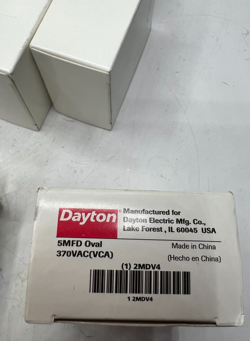 Dayton
Manufactured for
Dayton Electric Mfg. Co.,
Lake Forest, IL 60045 USA
5MFD Oval
370VAC(VCA)
Made in China
(Hecho en China)
(1) 2MDV4
1 2MDV4